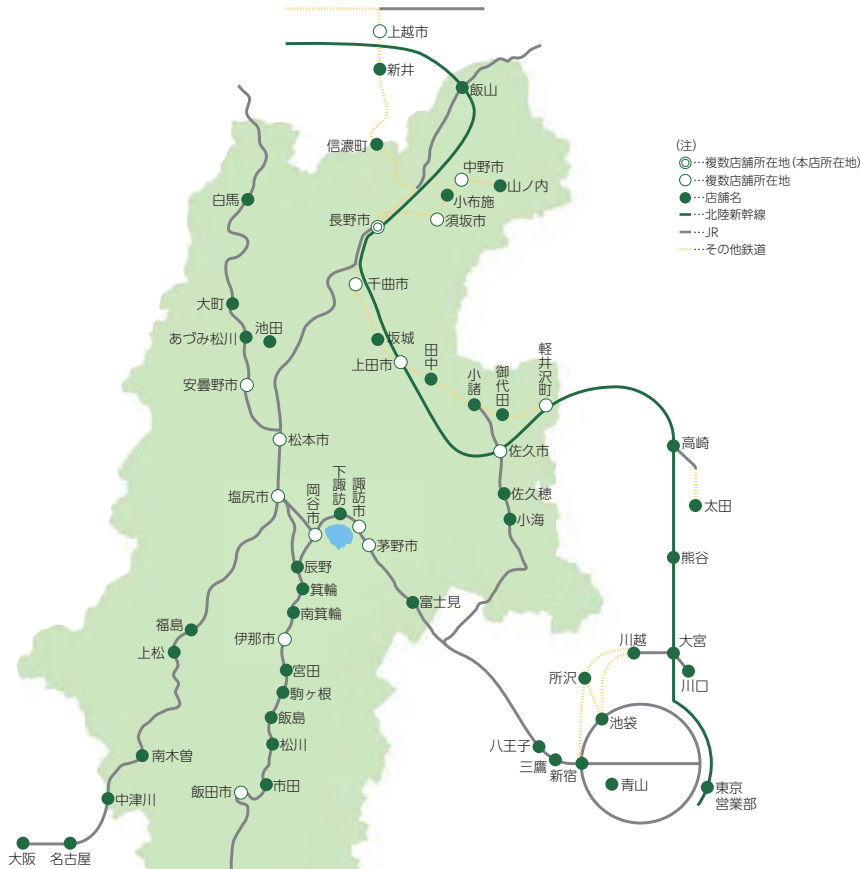 上越市
新井
飯山
信濃町
中野市
山ノ内
小布施
須坂市
長野市
白馬
千曲市
大町
あづみ松川
池田
坂城
上田市
田中
小諸
御代田
軽井沢町
安曇野市
松本市
佐久市
塩尻市
岡谷市
下諏訪
諏訪市
茅野市
佐久穂
小海
辰野
箕輪
南箕輪
富士見
福島
上松
伊那市
宮田
駒ヶ根
飯島
松川
南木曽
市田
飯田市
中津川
大阪
名古屋
(注)
…複数店舗所在地(本店所在地)
…複数店舗所在地
…店舗名
…北陸新幹線
…JR
…その他鉄道
高崎
太田
熊谷
川越
大宮
川口
所沢
池袋
八王子
三鷹
新宿
青山
東京
営業部